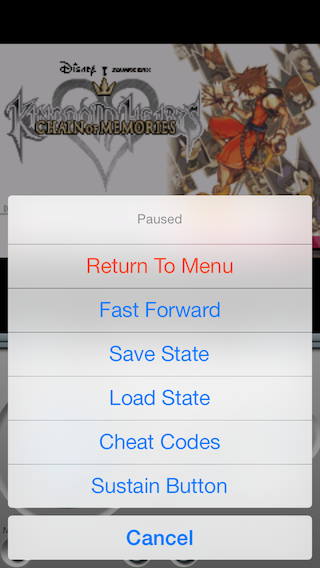 Disney
SQUARE ENIX
KINGDOM HEARTS
CHAIN OF MEMORIES
Paused
Return To Menu
Fast Forward
Save State
Load State
Cheat Codes
Sustain Button
Cancel